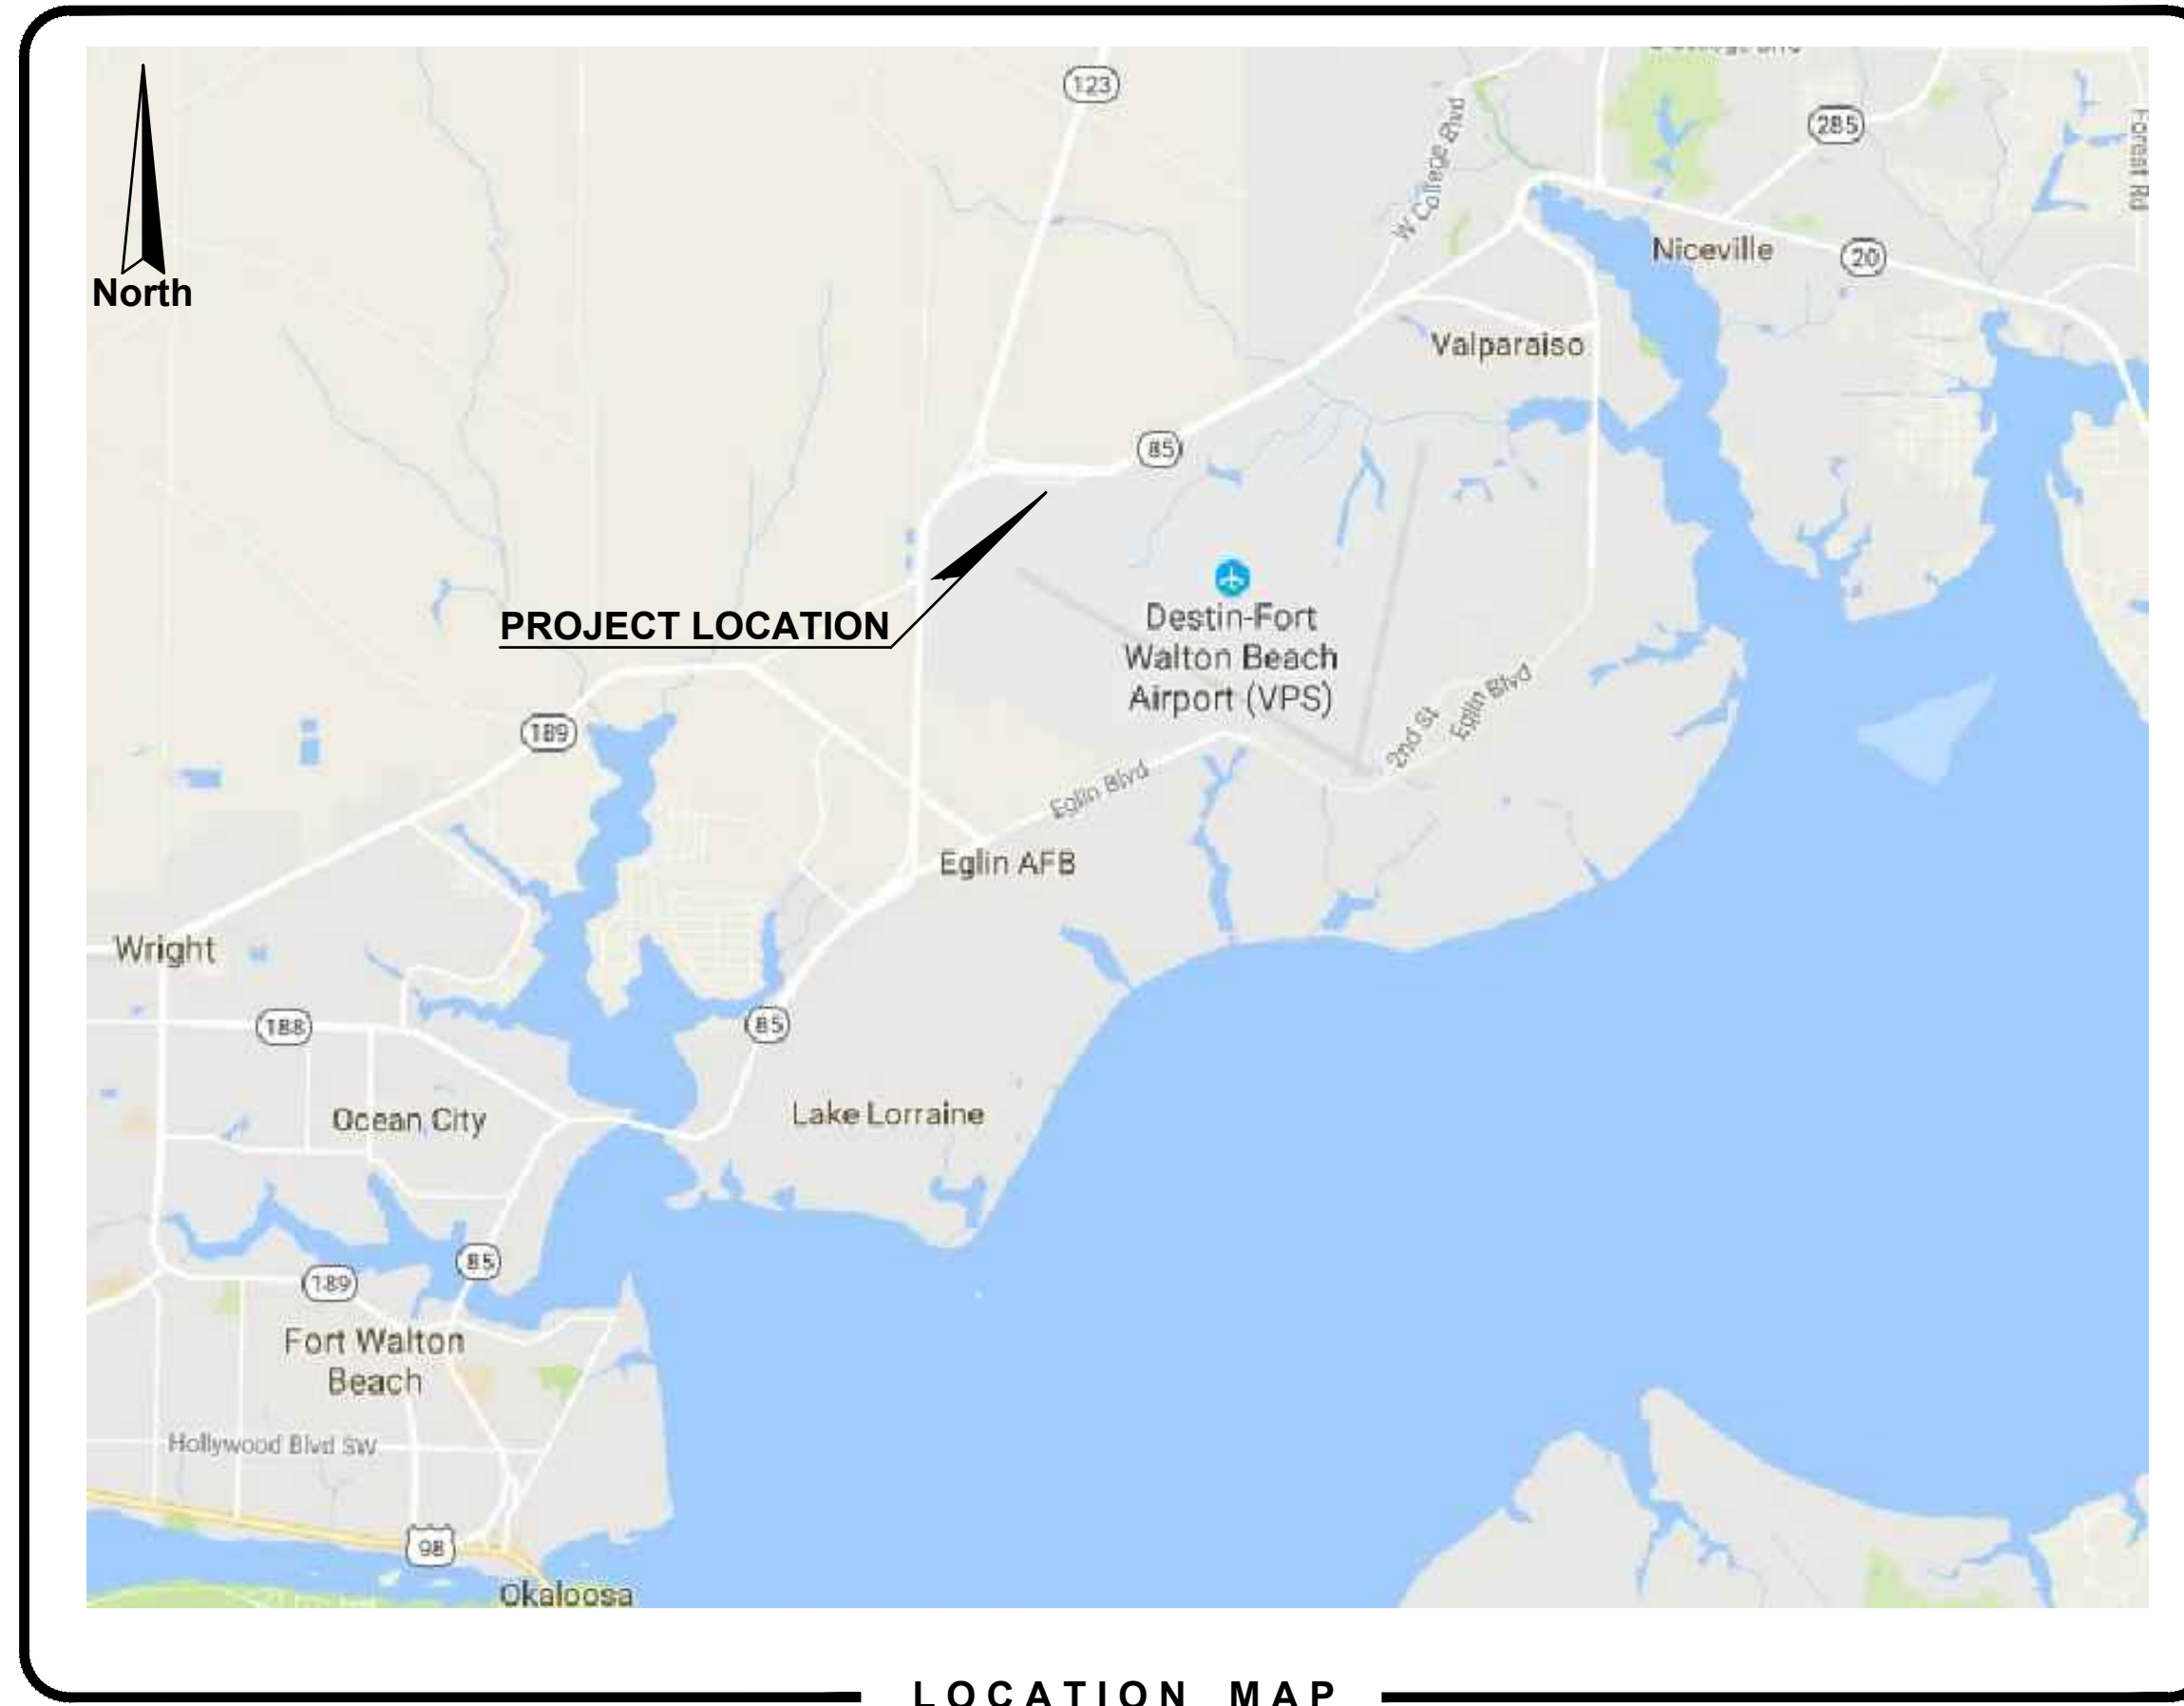 123
285
W College Blvd
Forest Rd
North
Niceville
20
Valparaiso
85
PROJECT LOCATION
Destin-Fort
Walton Beach
Airport (VPS)
189
2nd St
Eglin Blvd
Eglin Blvd
Eglin AFB
Wright
188
85
Ocean City
Lake Lorraine
85
189
Fort Walton
Beach
Hollywood Blvd SW
98
Okaloosa
LOCATION MAP